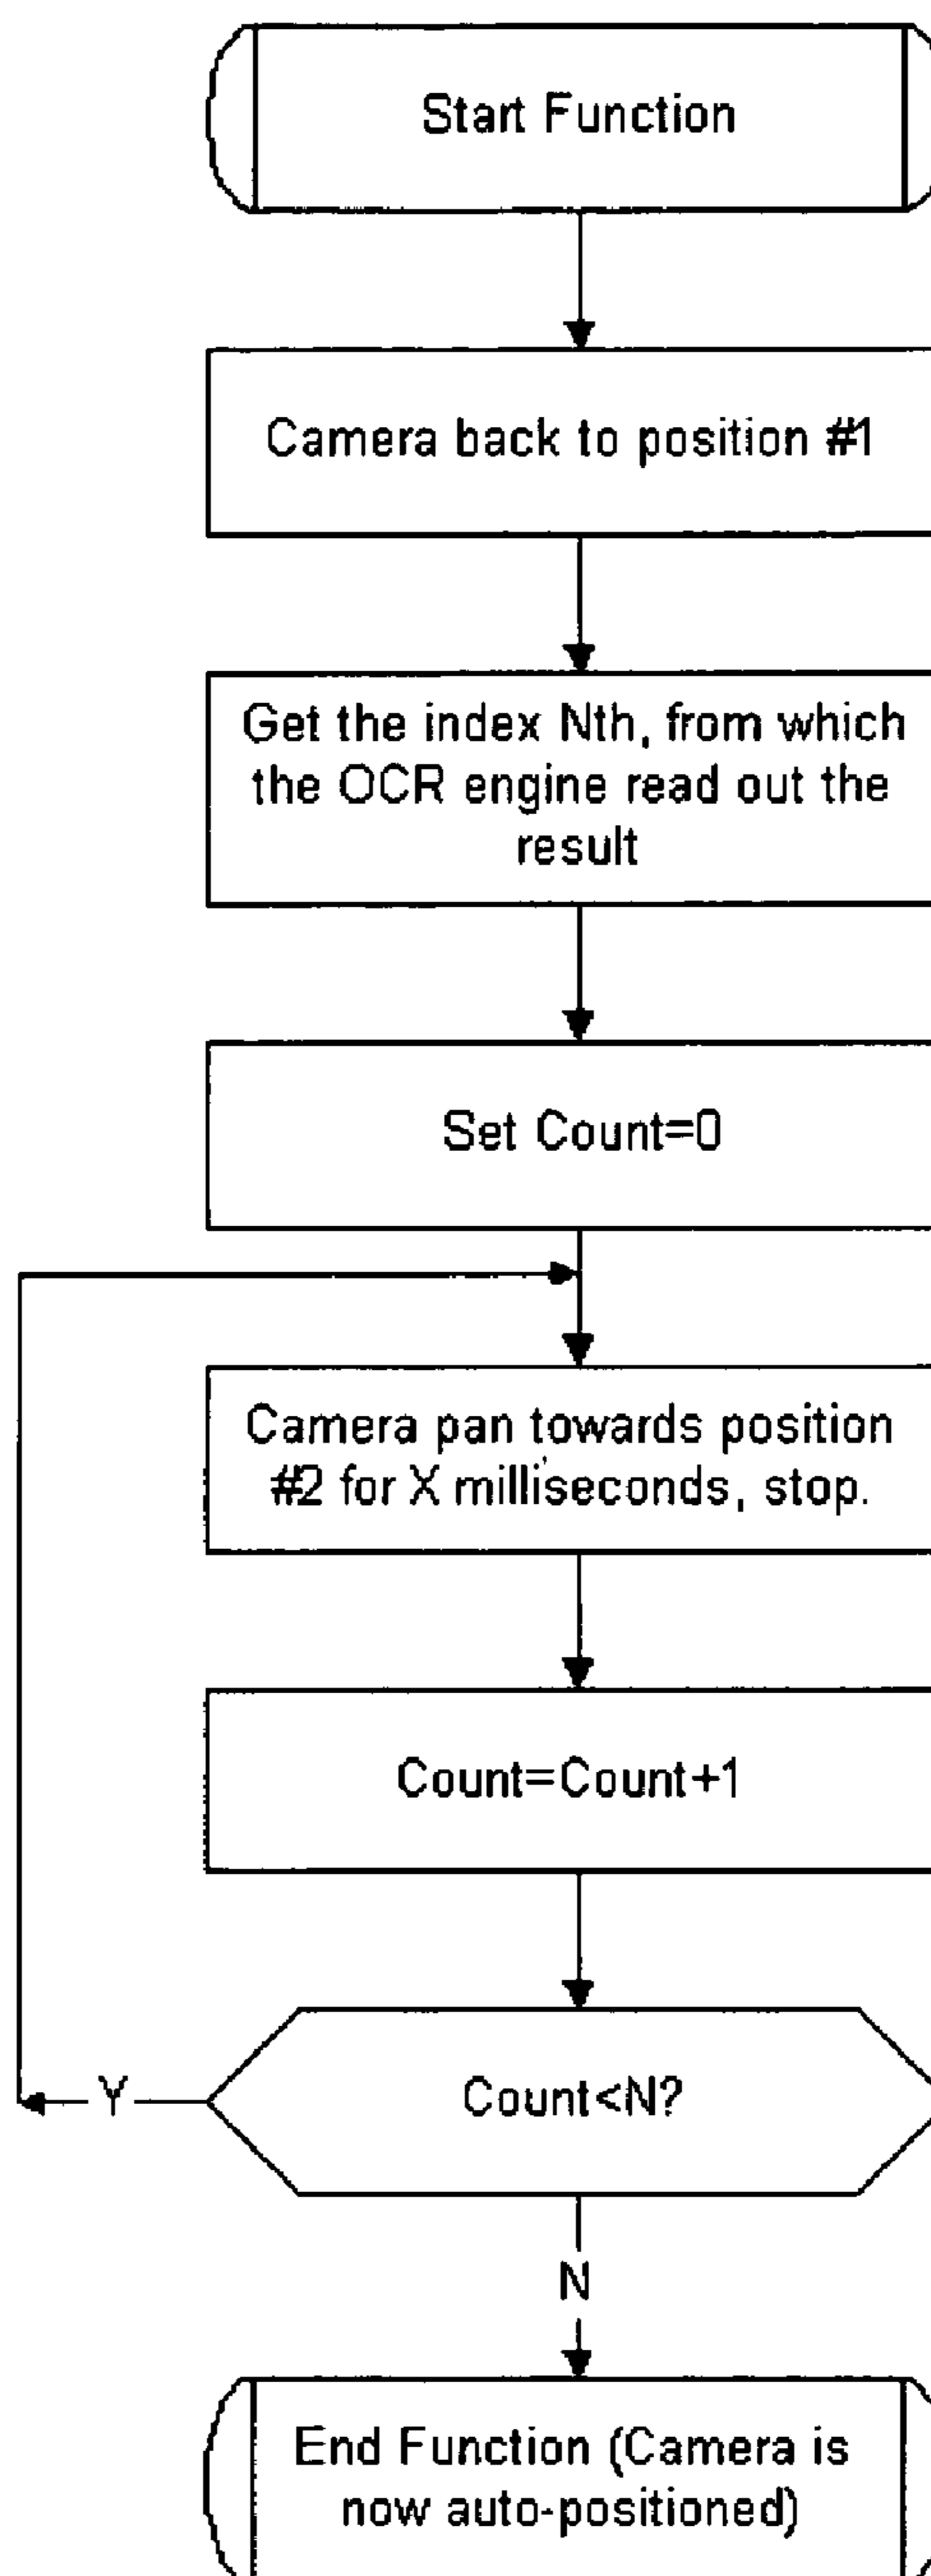 Start Function
Camera back to position #1
Get the index Nth, from which
the OCR engine read out the
result
Set Count=0
Camera pan towards position
#2 for X milliseconds, stop.
Count=Count+1
Count<N?
Y
N
End Function (Camera is
now auto-positioned)